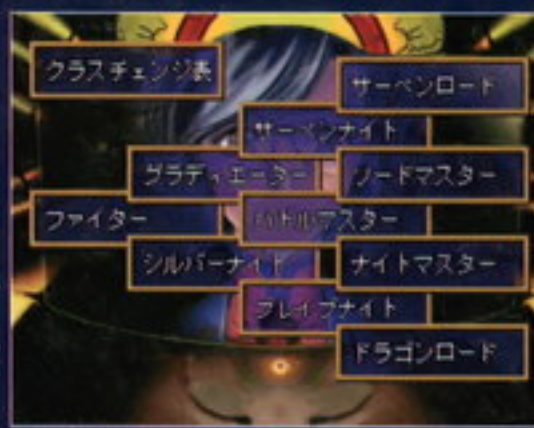 クラスチェンジ表
サーペンロード
サーペンナイト
グラディエーター
ソードマスター
ファイター
バトルマスター
シルバーナイト
ナイトマスター
ブレイブナイト
ドラゴンロード